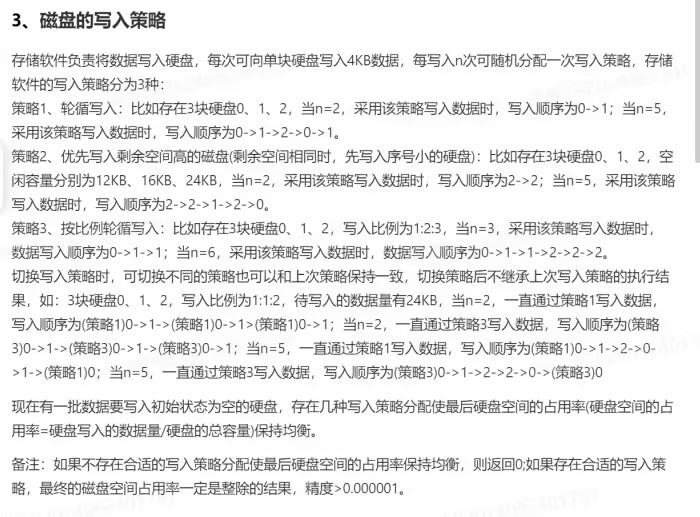 3、磁盘的写入策略
存储软件负责将数据写入硬盘，每次可向单块硬盘写入4KB数据，每写入n次可随机分配一次写入策略，存储
软件的写入策略分为3种：
策略1、轮循写入：比如存在3块硬盘0、1、2，当n=2，采用该策略写入数据时，写入顺序为0->1；当n=5，
采用该策略写入数据时，写入顺序为0->1->2->0->1。
策略2、优先写入剩余空间高的磁盘(剩余空间相同时，先写入序号小的硬盘)：比如存在3块硬盘0、1、2，空
闲容量分别为12KB、16KB、24KB，当n=2，采用该策略写入数据时，写入顺序为2->2；当n=5，采用该策略
写入数据时，写入顺序为2->2->1->2->0。
策略3、按比例轮循写入：比如存在3块硬盘0、1、2，写入比例为1:2:3，当n=3，采用该策略写入数据时，
数据写入顺序为0->1->1；当n=6，采用该策略写入数据时，数据写入顺序为0->1->1->2->2->2。
切换写入策略时，可切换不同的策略也可以和上次策略保持一致，切换策略后不继承上次写入策略的执行结
果，如：3块硬盘0、1、2，写入比例为1:1:2，待写入的数据量有24KB，当n=2，一直通过策略1写入数据，
写入顺序为(策略1)0->1->(策略1)0->1>(策略1)0->1；当n=2，一直通过策略3写入数据，写入顺序为(策略
3)0->1->(策略3)0->1->(策略3)0->1；当n=5，一直通过策略1写入数据，写入顺序为(策略1)0->1->2->0-
>1->(策略1)0；当n=5，一直通过策略3写入数据，写入顺序为(策略3)0->1->2->2->0->(策略3)0
现在有一批数据要写入初始状态为空的硬盘，存在几种写入策略分配使最后硬盘空间的占用率(硬盘空间的占
用率=硬盘写入的数据量/硬盘的总容量)保持均衡。
备注：如果不存在合适的写入策略分配使最后硬盘空间的占用率保持均衡，则返回0;如果存在合适的写入策
略，最终的磁盘空间占用率一定是整除的结果，精度>0.000001。